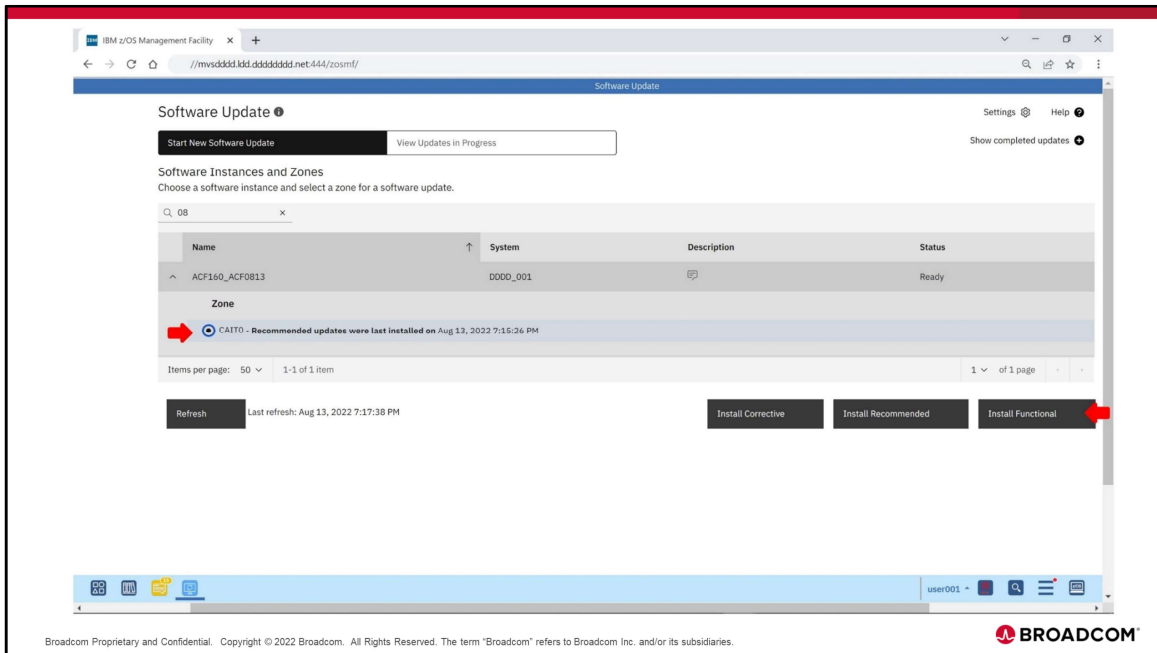 IBM IBM z/OS Management Facility
//mvsdddd.ldd.dddddddd.net:444/zosmf/
Software Update
Software Update
Settings Help
Start New Software Update View Updates in Progress
Show completed updates
Software Instances and Zones
Choose a software instance and select a zone for a software update.
08
Name System Description Status
ACF160_ACF0813 DDDD_001 Ready
Zone
CAIT0 - Recommended updates were last installed on Aug 13, 2022 7:15:26 PM
Items per page: 50 1-1 of 1 item 1 of 1 page
Refresh Last refresh: Aug 13, 2022 7:17:38 PM Install Corrective Install Recommended Install Functional
user001
Broadcom Proprietary and Confidential. Copyright © 2022 Broadcom. All Rights Reserved. The term “Broadcom” refers to Broadcom Inc. and/or its subsidiaries.
BROADCOM®